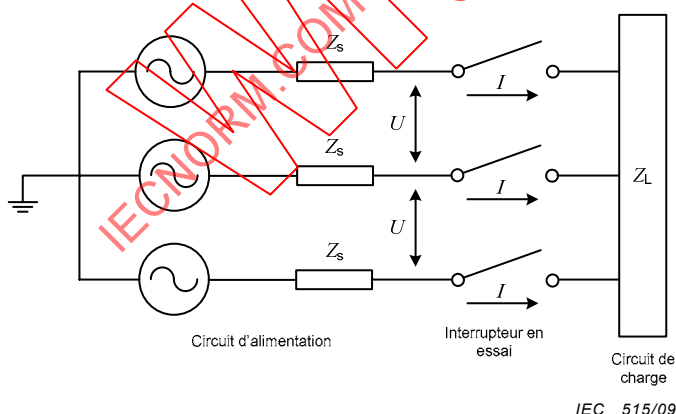 Zs
I
U
Zs
ZL
I
U
Zs
I
Circuit d'alimentation
Interrupteur en
essai
Circuit de
charge
IEC 515/09
IECNORM.COM